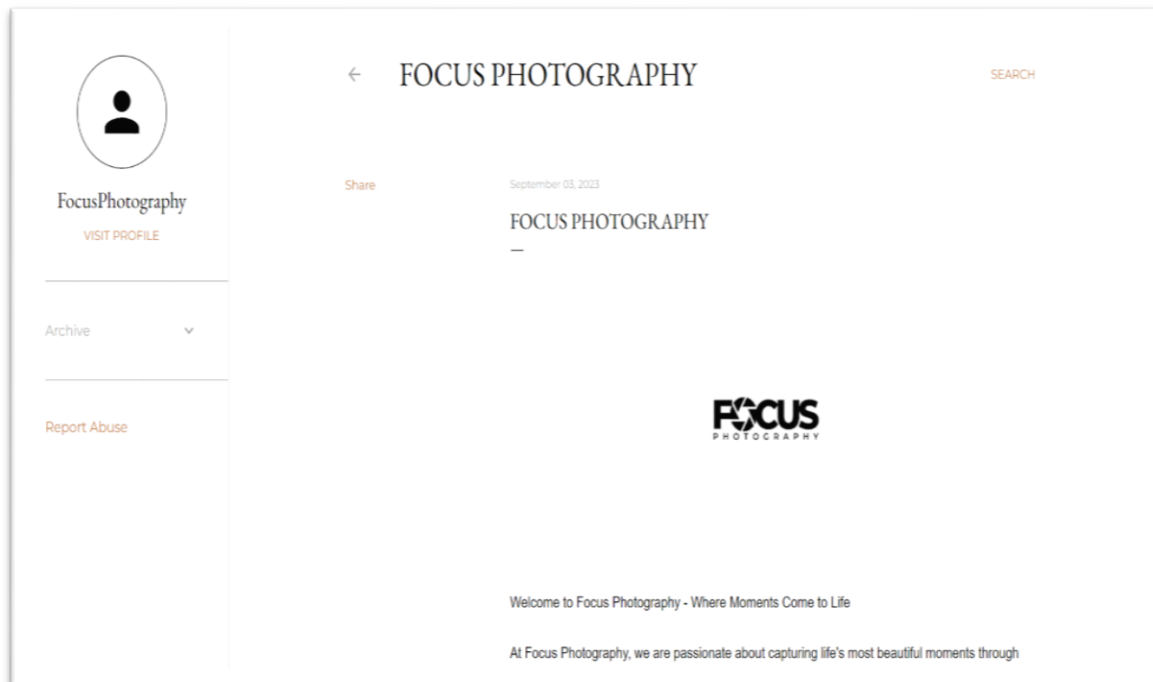 FocusPhotography
VISIT PROFILE
Archive
Report Abuse
FOCUS PHOTOGRAPHY
SEARCH
Share
September 03, 2023
FOCUS PHOTOGRAPHY
FOCUS
PHOTOGRAPHY
Welcome to Focus Photography - Where Moments Come to Life
At Focus Photography, we are passionate about capturing life's most beautiful moments through